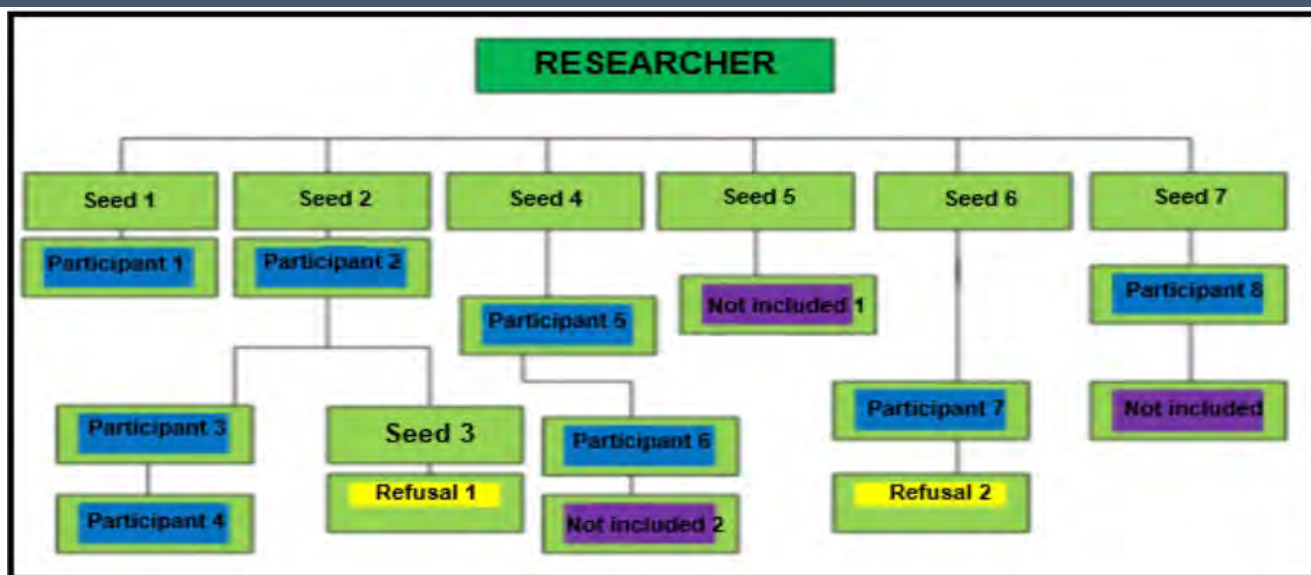 RESEARCHER
Seed 1
Seed 2
Seed 4
Seed 5
Seed 6
Seed 7
Participant 1
Participant 2
Participant 5
Not included 1
Participant 8
Participant 3
Seed 3
Participant 6
Participant 7
Not included
Participant 4
Refusal 1
Not included 2
Refusal 2